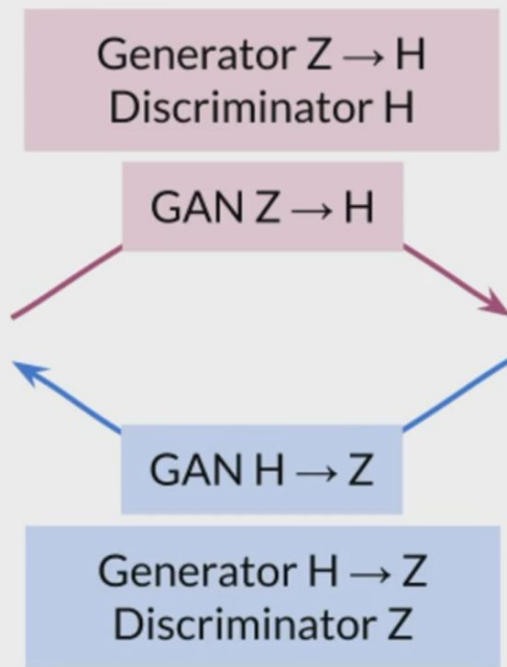 Generator Z → H
Discriminator H
GAN Z → H
GAN H → Z
Generator H → Z
Discriminator Z